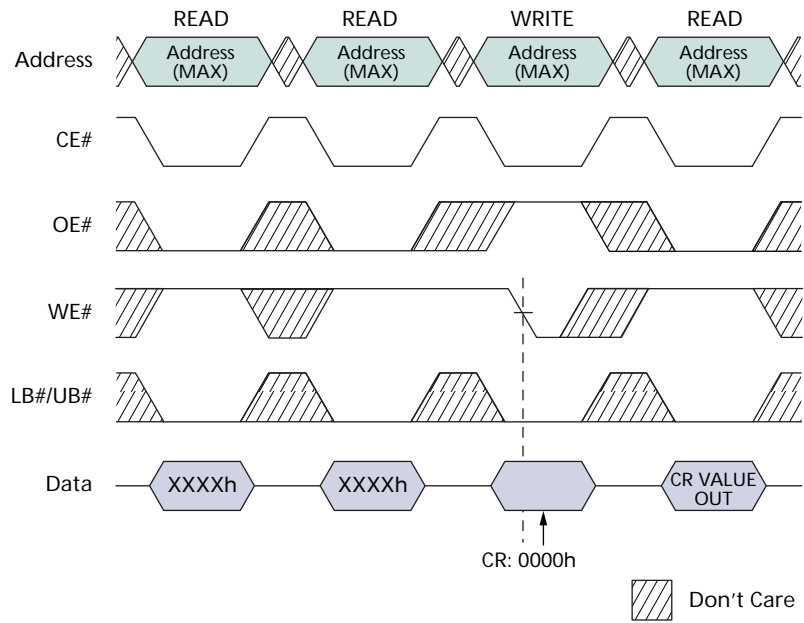 READ READ WRITE READ
Address
Address
(MAX)
Address
(MAX)
Address
(MAX)
Address
(MAX)
CE#
OE#
WE#
LB#/UB#
Data
XXXXh
XXXXh
CR VALUE
OUT
CR: 0000h
Don't Care